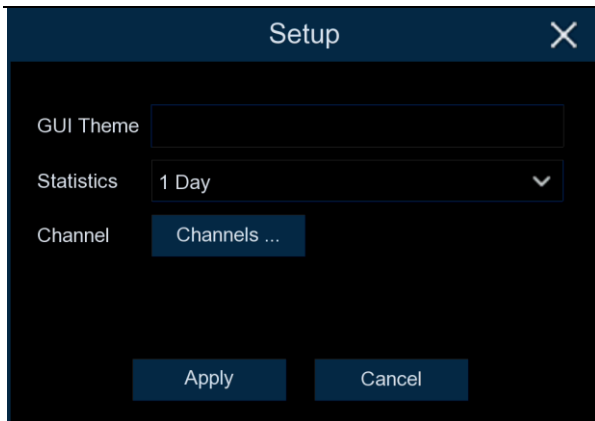 Setup
GUI Theme
Statistics 1 Day
Channel Channels ...
Apply Cancel